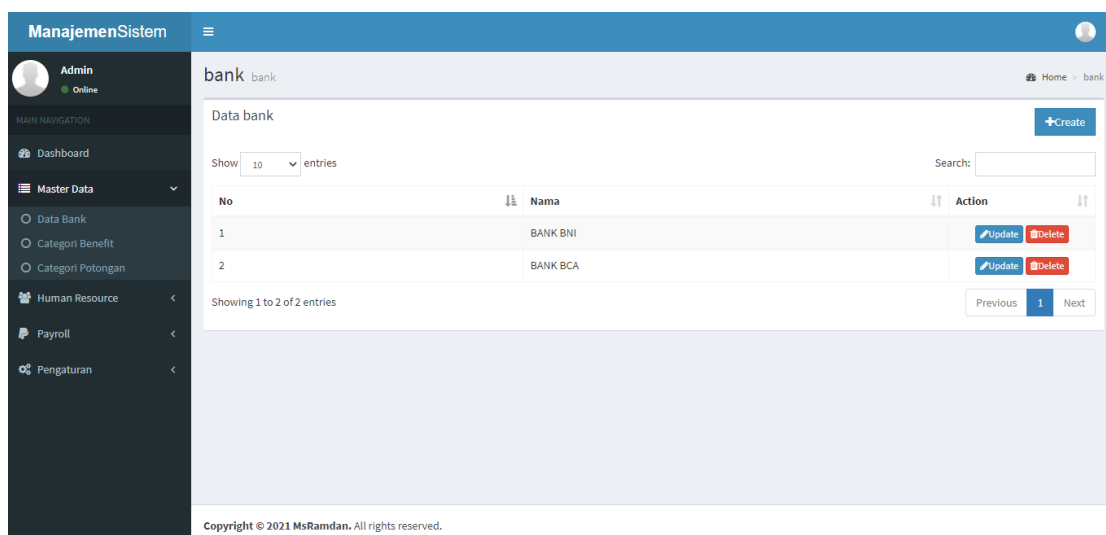 ManajemenSistem
Admin
Online
MAIN NAVIGATION
Dashboard
Master Data
Data Bank
Categori Benefit
Categori Potongan
Human Resource
Payroll
Pengaturan
bank bank
Home > bank
Data bank
Create
Show 10 entries
Search:
No Nama Action
1 BANK BNI Update Delete
2 BANK BCA Update Delete
Showing 1 to 2 of 2 entries
Previous 1 Next
Copyright © 2021 MsRamdan. All rights reserved.